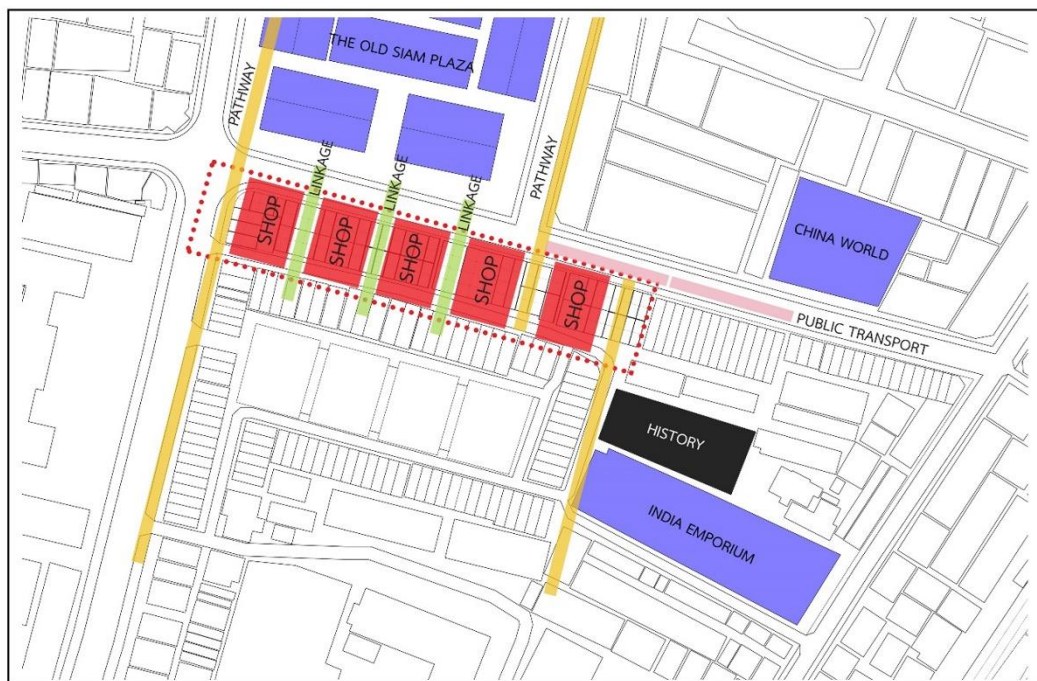 THE OLD SIAM PLAZA
PATHWAY
PATHWAY
LINKAGE
LINKAGE
LINKAGE
SHOP
SHOP
SHOP
SHOP
SHOP
CHINA WORLD
PUBLIC TRANSPORT
HISTORY
INDIA EMPORIUM